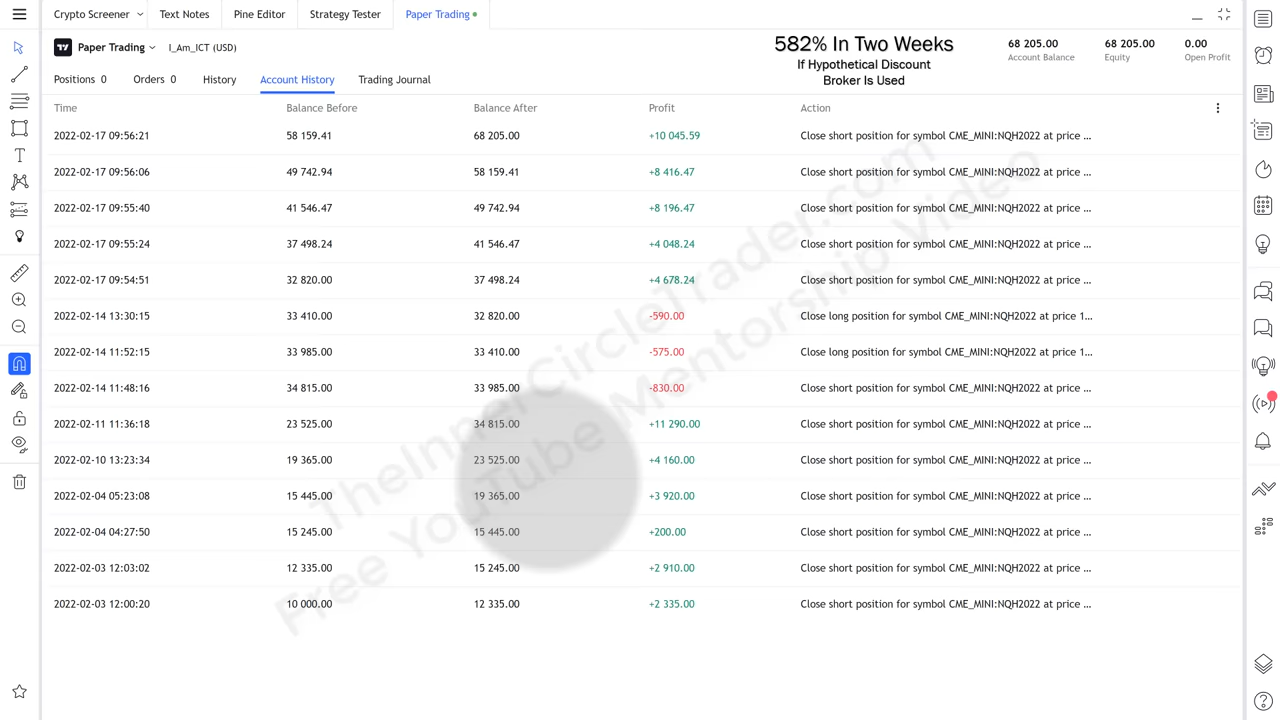 Crypto Screener Text Notes Pine Editor Strategy Tester Paper Trading
Paper Trading I_Am_ICT (USD)
582% In Two Weeks
If Hypothetical Discount
Broker Is Used
68 205.00 68 205.00 0.00
Account Balance Equity Open Profit
Positions 0 Orders 0 History Account History Trading Journal
Time Balance Before Balance After Profit Action
2022-02-17 09:56:21 58 159.41 68 205.00 +10 045.59 Close short position for symbol CME_MINI:NQH2022 at price ...
2022-02-17 09:56:06 49 742.94 58 159.41 +8 416.47 Close short position for symbol CME_MINI:NQH2022 at price ...
2022-02-17 09:55:40 41 546.47 49 742.94 +8 196.47 Close short position for symbol CME_MINI:NQH2022 at price ...
2022-02-17 09:55:24 37 498.24 41 546.47 +4 048.24 Close short position for symbol CME_MINI:NQH2022 at price ...
2022-02-17 09:54:51 32 820.00 37 498.24 +4 678.24 Close short position for symbol CME_MINI:NQH2022 at price ...
2022-02-14 13:30:15 33 410.00 32 820.00 -590.00 Close long position for symbol CME_MINI:NQH2022 at price 1...
2022-02-14 11:52:15 33 985.00 33 410.00 -575.00 Close long position for symbol CME_MINI:NQH2022 at price 1...
2022-02-14 11:48:16 34 815.00 33 985.00 -830.00 Close short position for symbol CME_MINI:NQH2022 at price ...
2022-02-11 11:36:18 23 525.00 34 815.00 +11 290.00 Close short position for symbol CME_MINI:NQH2022 at price ...
2022-02-10 13:23:34 19 365.00 23 525.00 +4 160.00 Close short position for symbol CME_MINI:NQH2022 at price ...
2022-02-04 05:23:08 15 445.00 19 365.00 +3 920.00 Close short position for symbol CME_MINI:NQH2022 at price ...
2022-02-04 04:27:50 15 245.00 15 445.00 +200.00 Close short position for symbol CME_MINI:NQH2022 at price ...
2022-02-03 12:03:02 12 335.00 15 245.00 +2 910.00 Close short position for symbol CME_MINI:NQH2022 at price ...
2022-02-03 12:00:20 10 000.00 12 335.00 +2 335.00 Close short position for symbol CME_MINI:NQH2022 at price ...
TheInnerCircleTrader.com
Free YouTube Mentorship Video